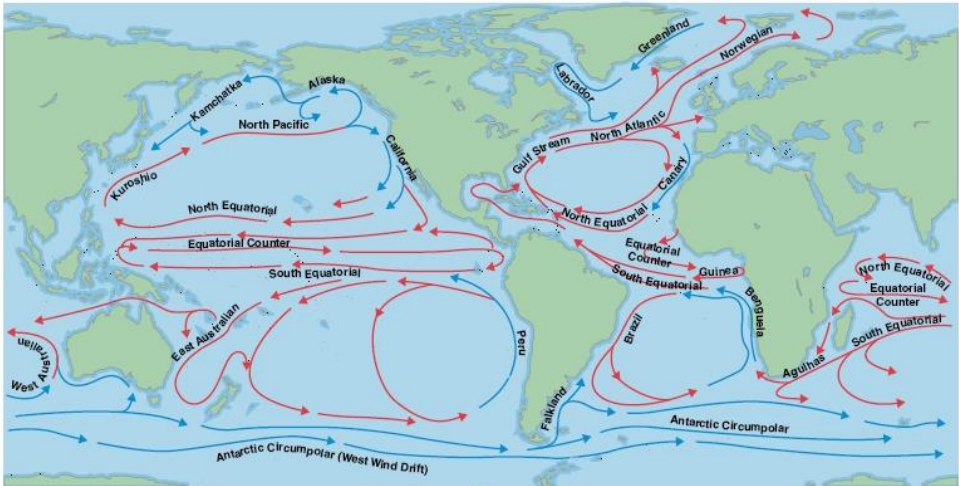 Greenland
Norwegian
Labrador
Alaska
Kamchatka
North Pacific
California
North Atlantic
Gulf Stream
Kuroshio
Canary
North Equatorial
North Equatorial
Equatorial Counter
Equatorial
Counter
Guinea
North Equatorial
South Equatorial
South Equatorial
Equatorial
Counter
Benguela
East Australian
Brazil
Peru
South Equatorial
West Australian
Agulhas
Falkland
Antarctic Circumpolar
Antarctic Circumpolar (West Wind Drift)